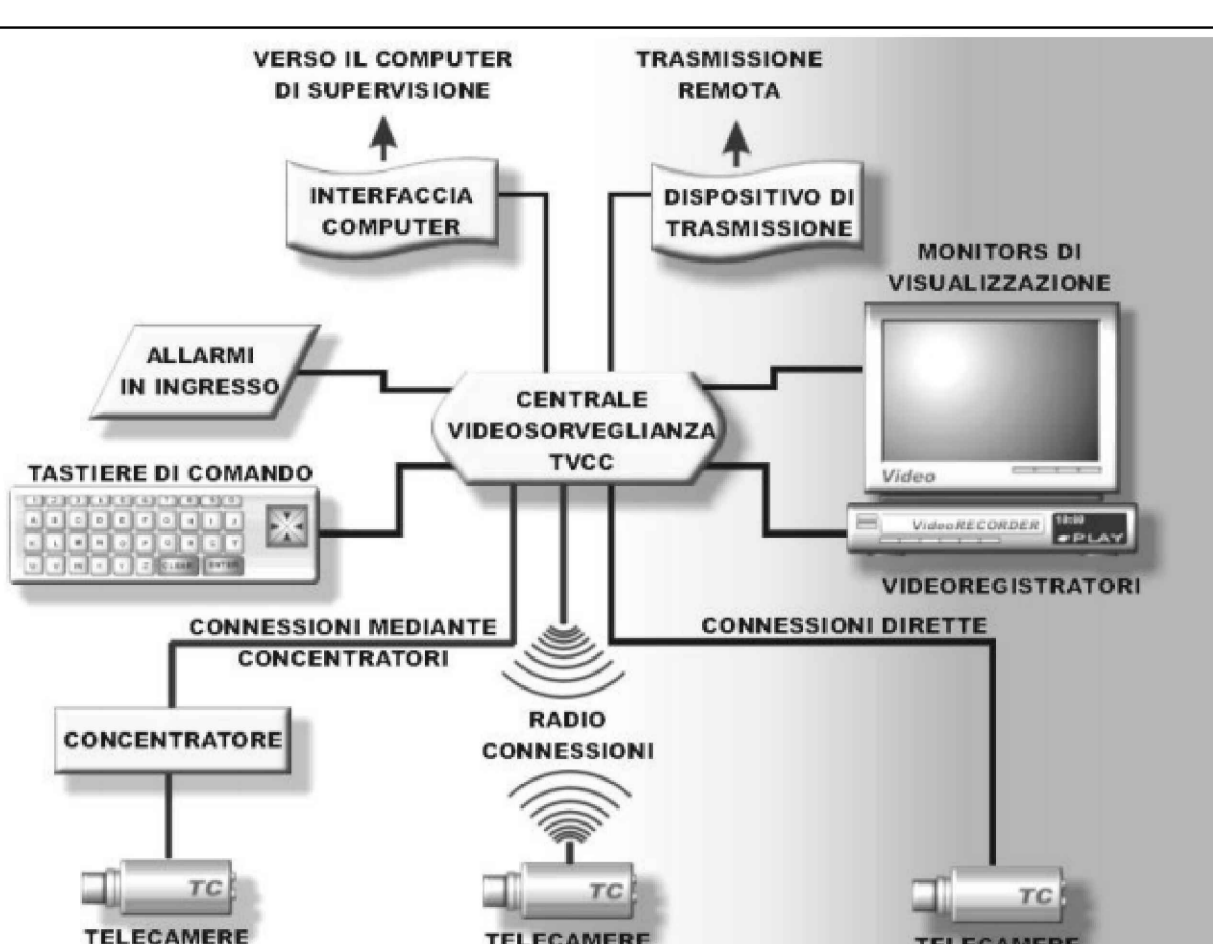 VERSO IL COMPUTER
DI SUPERVISIONE
TRASMISSIONE
REMOTA
INTERFACCIA
COMPUTER
DISPOSITIVO DI
TRASMISSIONE
MONITORS DI
VISUALIZZAZIONE
ALLARMI
IN INGRESSO
CENTRALE
VIDEOSORVEGLIANZA
TVCC
Video
TASTIERE DI COMANDO
CLEAR ENTER
VideoRECORDER
PLAY
VIDEOREGISTRATORI
CONNESSIONI MEDIANTE
CONCENTRATORI
CONNESSIONI DIRETTE
CONCENTRATORE
RADIO
CONNESSIONI
TC
TC
TC
TELECAMERE
TELECAMERE
TELECAMERE